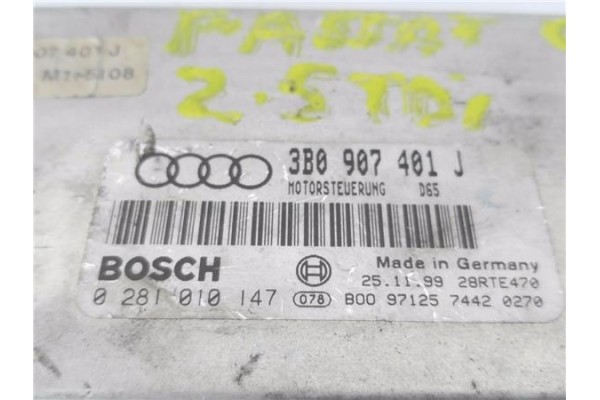 PASSAT
2.5 TDi
401 J
3B0 907 401 J
MOTORSTEUERUNG D65
BOSCH
Made in Germany
25.11.99 28RTE470
0 281 010 147 078 B00 97125 7442 0270